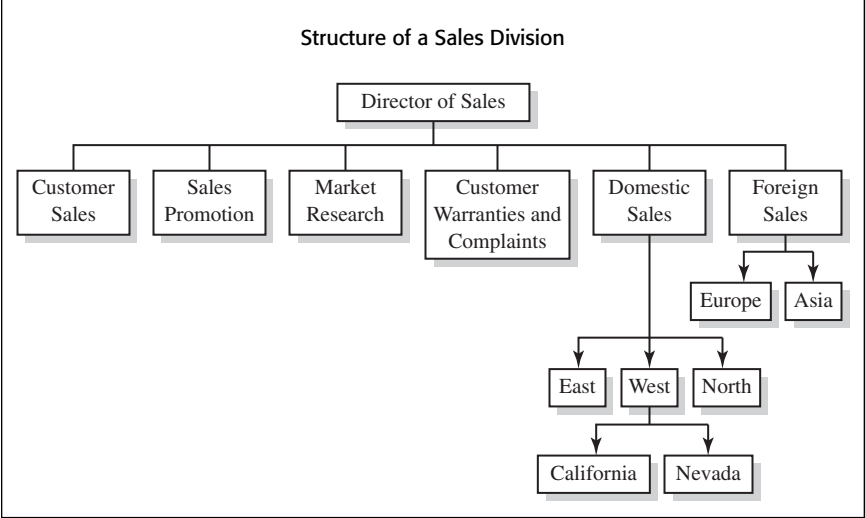 Structure of a Sales Division
Director of Sales
Customer
Sales
Sales
Promotion
Market
Research
Customer
Warranties and
Complaints
Domestic
Sales
Foreign
Sales
Europe
Asia
East
West
North
California
Nevada